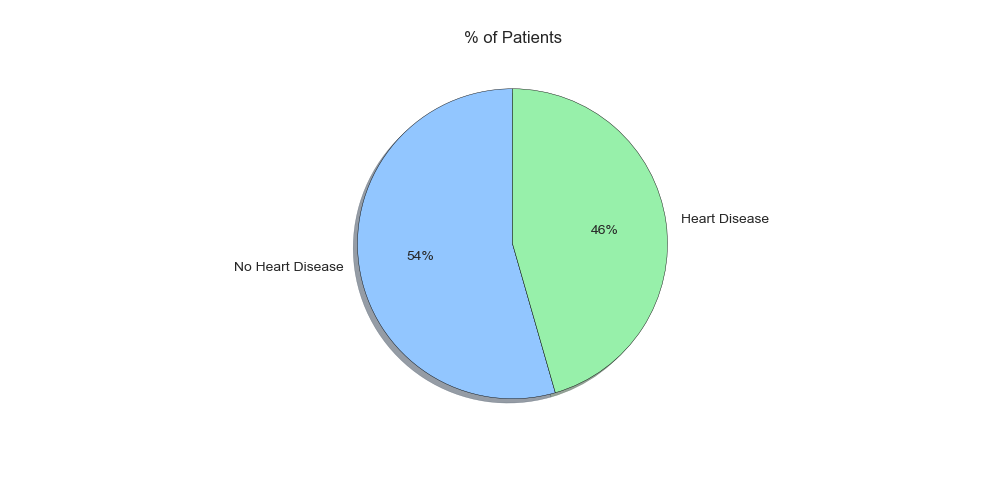 % of Patients
Heart Disease
46%
54%
No Heart Disease